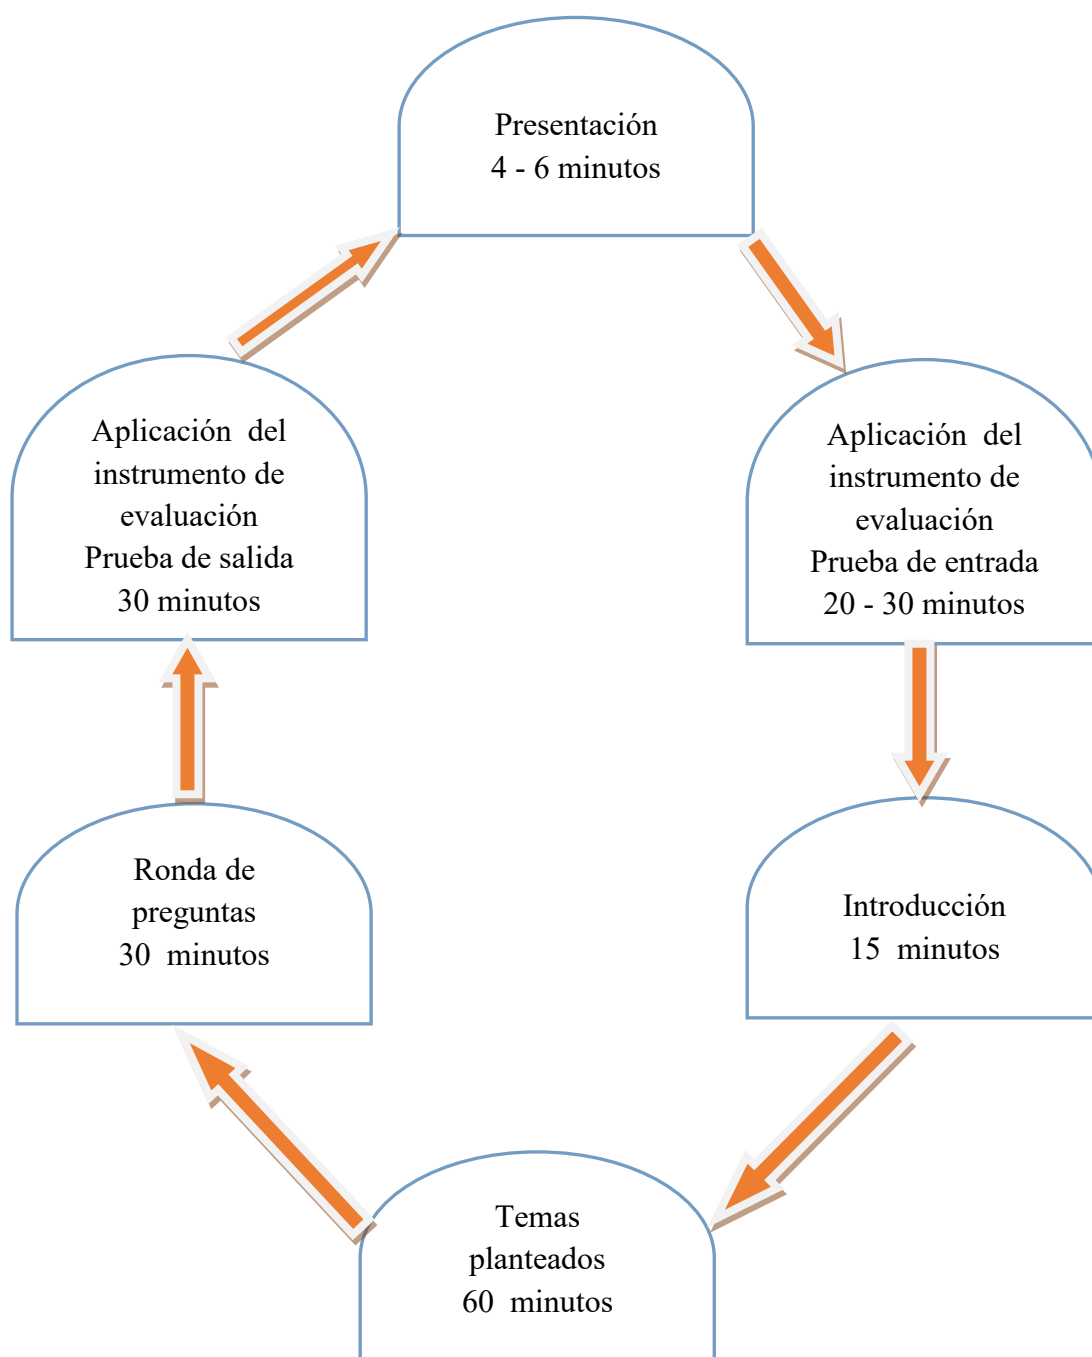 Presentación
4 - 6 minutos
Aplicación  del
instrumento de
evaluación
Prueba de entrada
20 - 30 minutos
Introducción
15  minutos
Temas
planteados
60  minutos
Ronda de
preguntas
30  minutos
Aplicación  del
instrumento de
evaluación
Prueba de salida
30 minutos